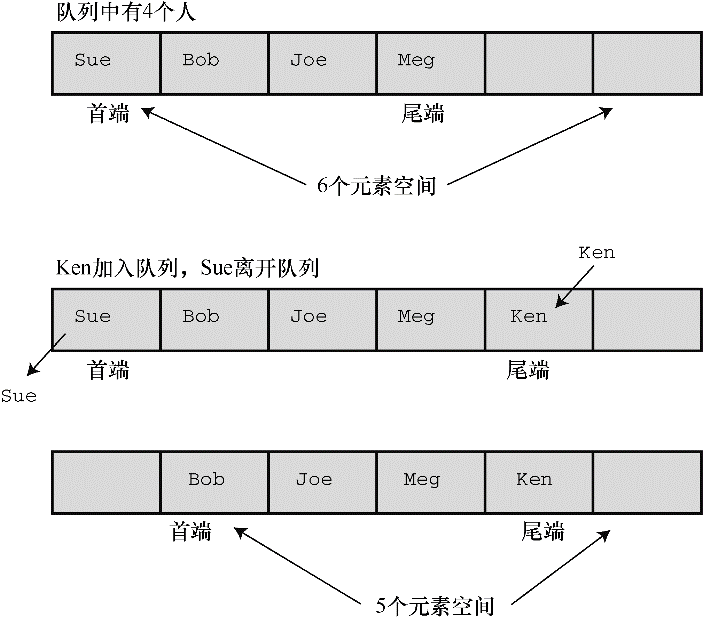 队列中有4个人
Sue Bob Joe Meg
首端 尾端
6个元素空间
Ken加入队列，Sue离开队列
Ken
Sue Bob Joe Meg Ken
首端 尾端
Sue
Bob Joe Meg Ken
首端 尾端
5个元素空间